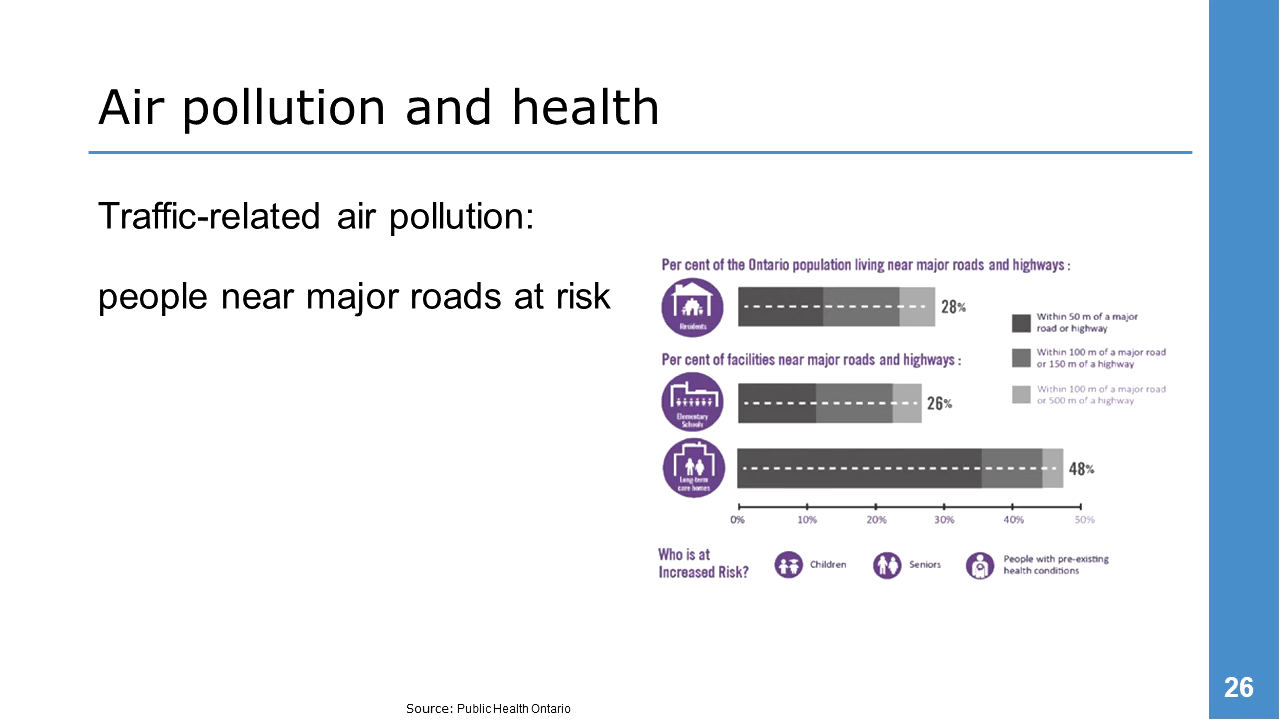 Air pollution and health
Traffic-related air pollution:
people near major roads at risk
Per cent of the Ontario population living near major roads and highways :
Residents
28%
Within 50 m of a major
road or highway
Within 100 m of a major road
or 150 m of a highway
Within 100 m of a major road
or 500 m of a highway
Per cent of facilities near major roads and highways :
Elementary
Schools
26%
Long-term
care homes
48%
0% 10% 20% 30% 40% 50%
Who is at
Increased Risk?
Children
Seniors
People with pre-existing
health conditions
Source: Public Health Ontario
26